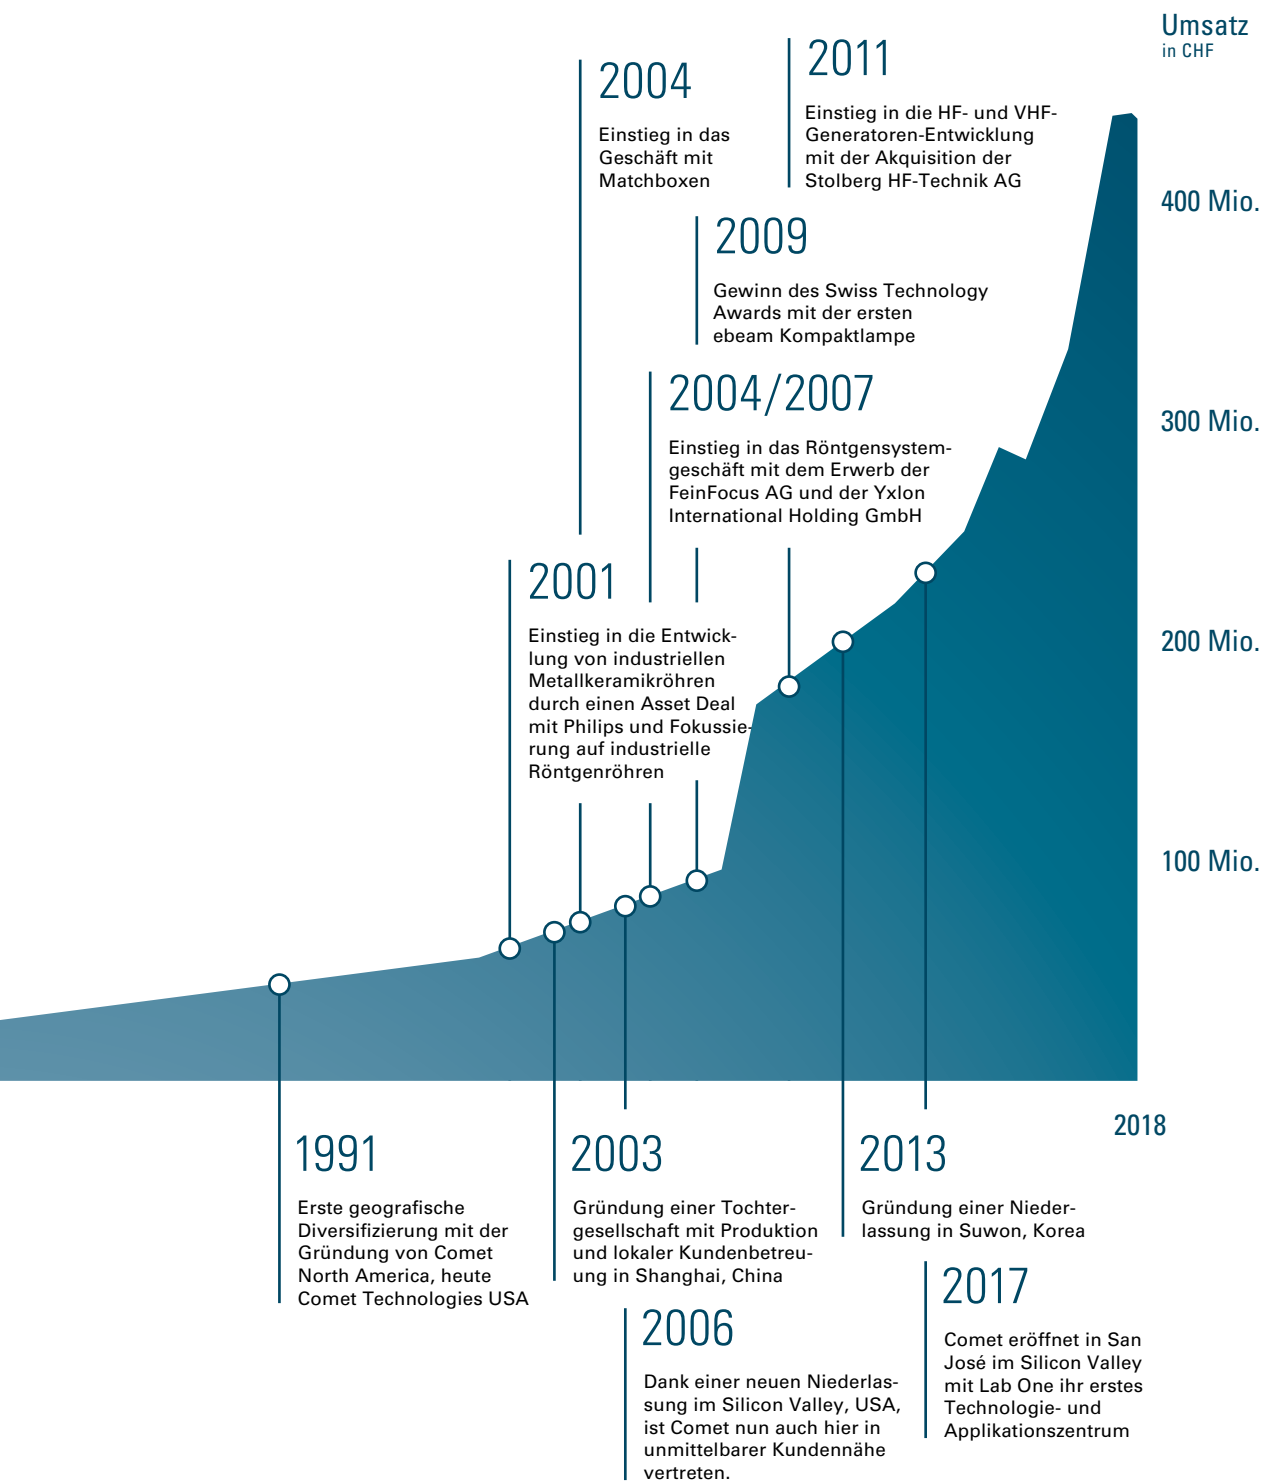 Umsatz
in CHF
2011
Einstieg in die HF- und VHF-
Generatoren-Entwicklung
mit der Akquisition der
Stolberg HF-Technik AG
2004
Einstieg in das
Geschäft mit
Matchboxen
400 Mio.
2009
Gewinn des Swiss Technology
Awards mit der ersten
ebeam Kompaktlampe
2004/2007
Einstieg in das Röntgensystem-
geschäft mit dem Erwerb der
FeinFocus AG und der Yxlon
International Holding GmbH
300 Mio.
2001
Einstieg in die Entwick-
lung von industriellen
Metallkeramikröhren
durch einen Asset Deal
mit Philips und Fokussie-
rung auf industrielle
Röntgenröhren
200 Mio.
100 Mio.
2018
1991
Erste geografische
Diversifizierung mit der
Gründung von Comet
North America, heute
Comet Technologies USA
2003
Gründung einer Tochter-
gesellschaft mit Produktion
und lokaler Kundenbetreu-
ung in Shanghai, China
2013
Gründung einer Nieder-
lassung in Suwon, Korea
2006
Dank einer neuen Niederlas-
sung im Silicon Valley, USA,
ist Comet nun auch hier in
unmittelbarer Kundennähe
vertreten.
2017
Comet eröffnet in San
José im Silicon Valley
mit Lab One ihr erstes
Technologie- und
Applikationszentrum